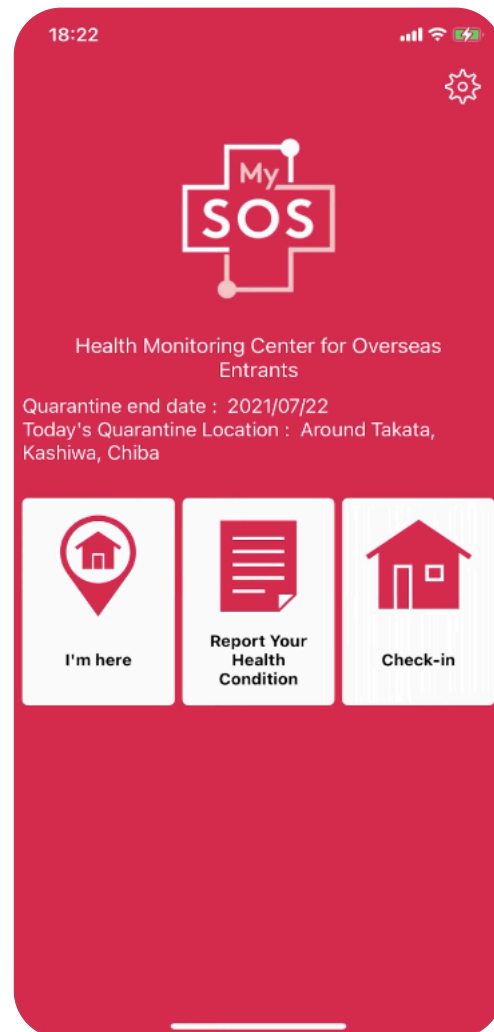 18:22
My
SOS
Health Monitoring Center for Overseas
Entrants
Quarantine end date : 2021/07/22
Today's Quarantine Location : Around Takata,
Kashiwa, Chiba
I'm here
Report Your
Health
Condition
Check-in